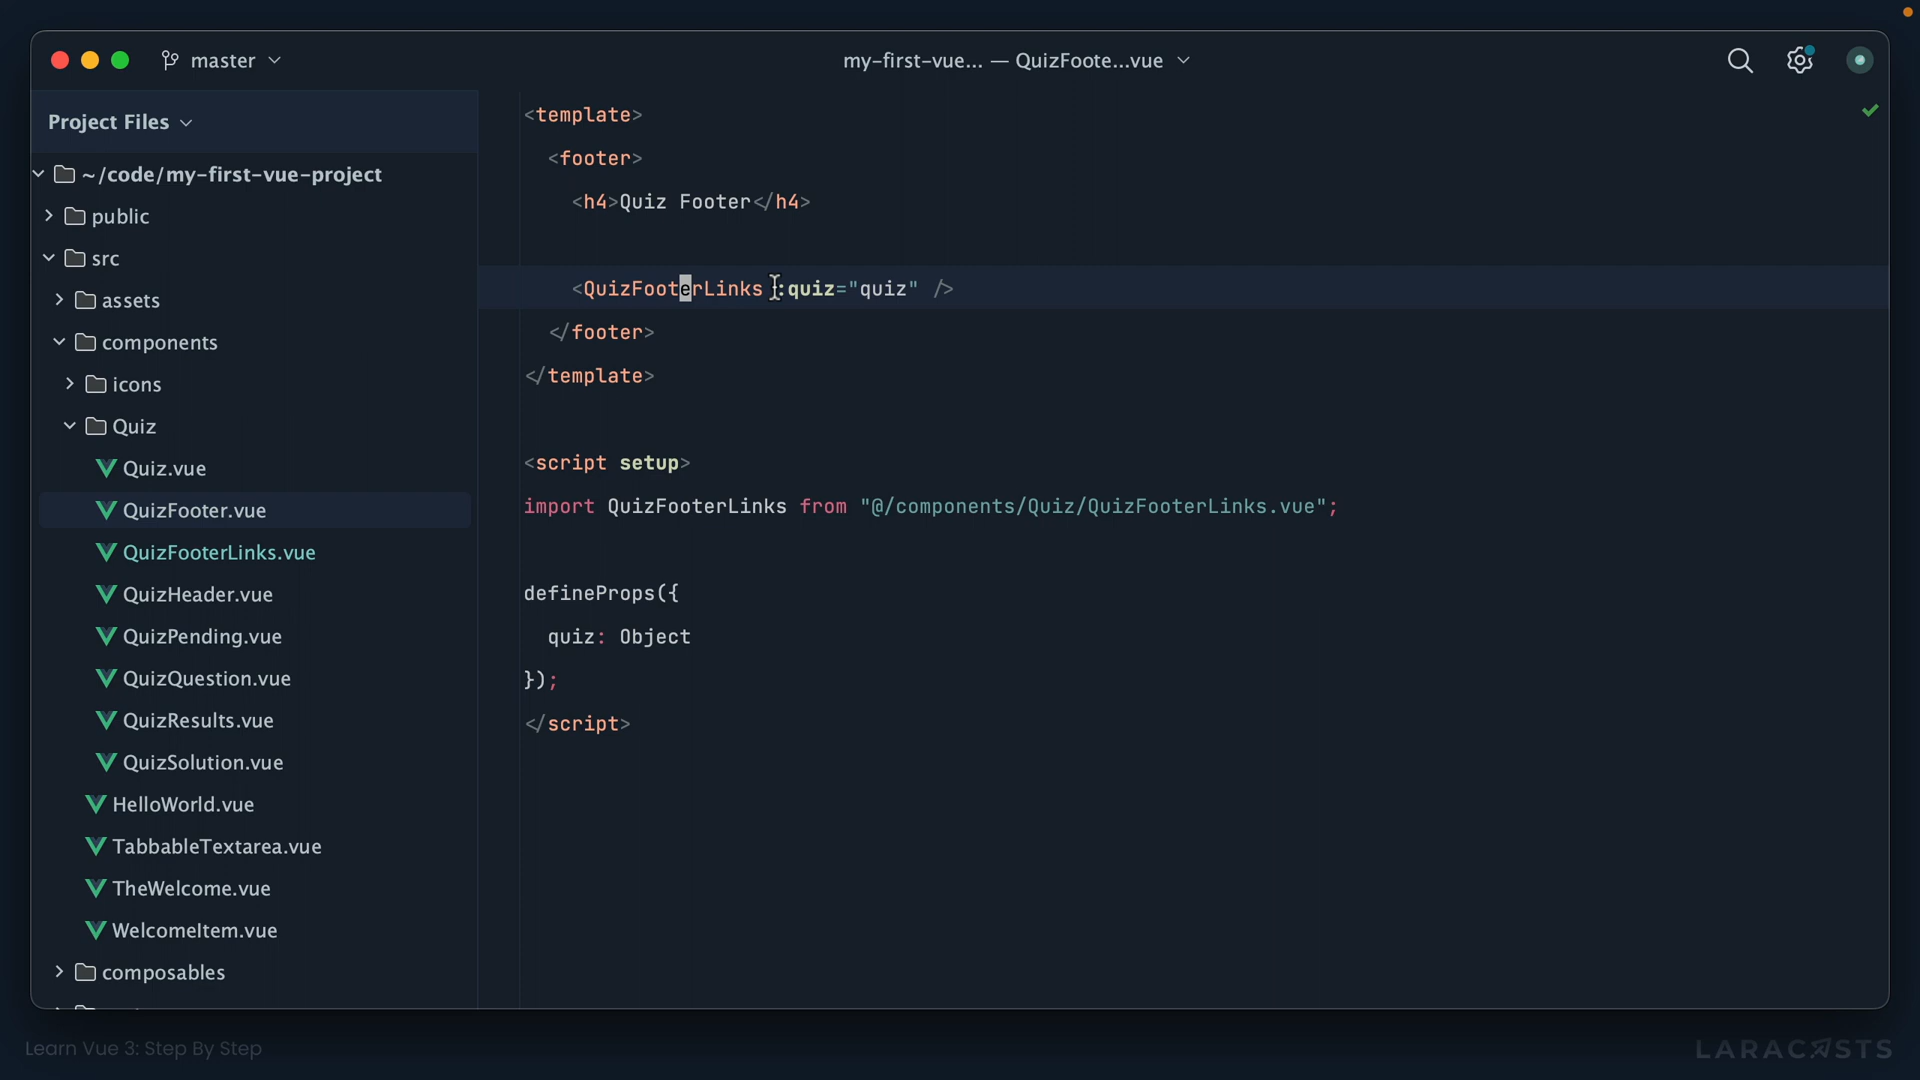 master
my-first-vue... — QuizFoote...vue
Project Files
~/code/my-first-vue-project
public
src
assets
components
icons
Quiz
Quiz.vue
QuizFooter.vue
QuizFooterLinks.vue
QuizHeader.vue
QuizPending.vue
QuizQuestion.vue
QuizResults.vue
QuizSolution.vue
HelloWorld.vue
TabbableTextarea.vue
TheWelcome.vue
WelcomeItem.vue
composables
<template>
<footer>
<h4>Quiz Footer</h4>
<QuizFooterLinks :quiz="quiz" />
</footer>
</template>
<script setup>
import QuizFooterLinks from "@/components/Quiz/QuizFooterLinks.vue";
defineProps({
quiz: Object
});
</script>
Learn Vue 3: Step By Step
LARACASTS